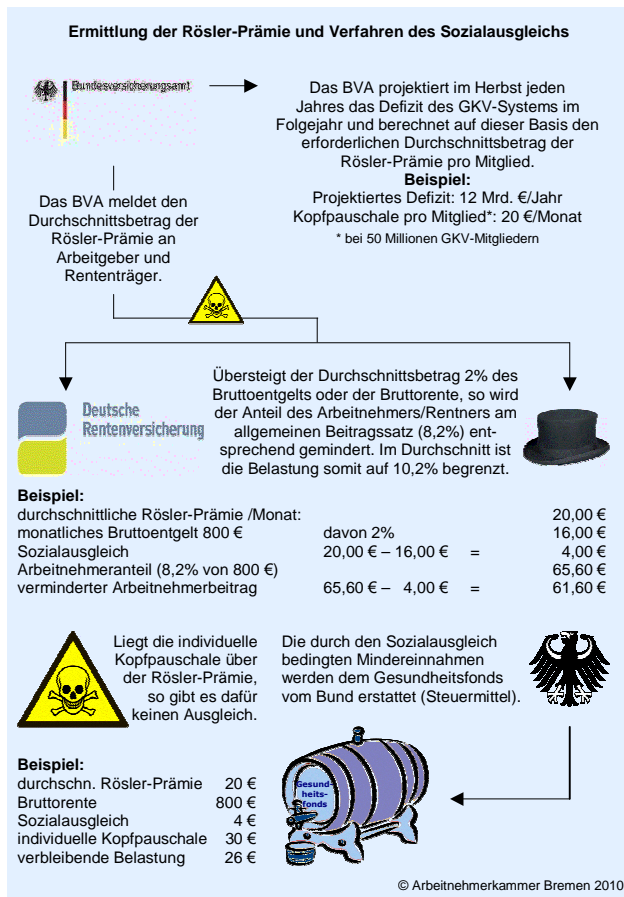 Ermittlung der Rösler-Prämie und Verfahren des Sozialausgleichs
Bundesversicherungsamt
Das BVA projektiert im Herbst jeden
Jahres das Defizit des GKV-Systems im
Folgejahr und berechnet auf dieser Basis den
erforderlichen Durchschnittsbetrag der
Rösler-Prämie pro Mitglied.
Beispiel:
Projektiertes Defizit: 12 Mrd. €/Jahr
Kopfpauschale pro Mitglied*: 20 €/Monat
* bei 50 Millionen GKV-Mitgliedern
Das BVA meldet den
Durchschnittsbetrag der
Rösler-Prämie an
Arbeitgeber und
Rententräger.
Deutsche
Rentenversicherung
Übersteigt der Durchschnittsbetrag 2% des
Bruttoentgelts oder der Bruttorente, so wird
der Anteil des Arbeitnehmers/Rentners am
allgemeinen Beitragssatz (8,2%) ent-
sprechend gemindert. Im Durchschnitt ist
die Belastung somit auf 10,2% begrenzt.
Beispiel:
durchschnittliche Rösler-Prämie /Monat: 20,00 €
monatliches Bruttoentgelt 800 € davon 2% 16,00 €
Sozialausgleich 20,00 € – 16,00 € = 4,00 €
Arbeitnehmeranteil (8,2% von 800 €) 65,60 €
verminderter Arbeitnehmerbeitrag 65,60 € – 4,00 € = 61,60 €
Liegt die individuelle
Kopfpauschale über
der Rösler-Prämie,
so gibt es dafür
keinen Ausgleich.
Die durch den Sozialausgleich
bedingten Mindereinnahmen
werden dem Gesundheitsfonds
vom Bund erstattet (Steuermittel).
Beispiel:
durchschn. Rösler-Prämie 20 €
Bruttorente 800 €
Sozialausgleich 4 €
individuelle Kopfpauschale 30 €
verbleibende Belastung 26 €
Gesund-
heits-
fonds
© Arbeitnehmerkammer Bremen 2010